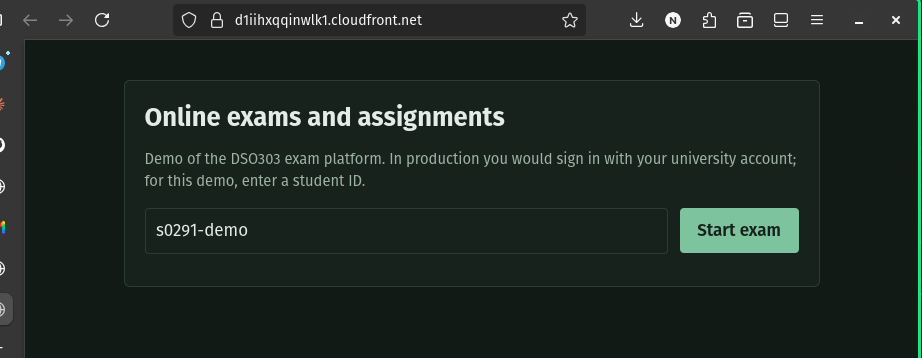 d1iihxqqinwlk1.cloudfront.net
N
Online exams and assignments
Demo of the DSO303 exam platform. In production you would sign in with your university account;
for this demo, enter a student ID.
s0291-demo
Start exam